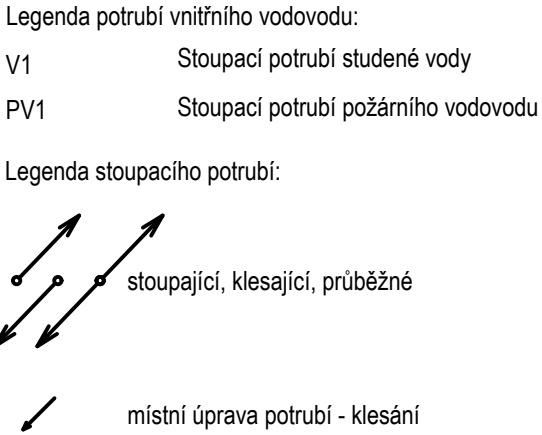 Legenda potrubí vnitřního vodovodu:
V1 Stoupací potrubí studené vody
PV1 Stoupací potrubí požárního vodovodu
Legenda stoupacího potrubí:
stoupající, klesající, průběžné
místní úprava potrubí - klesání